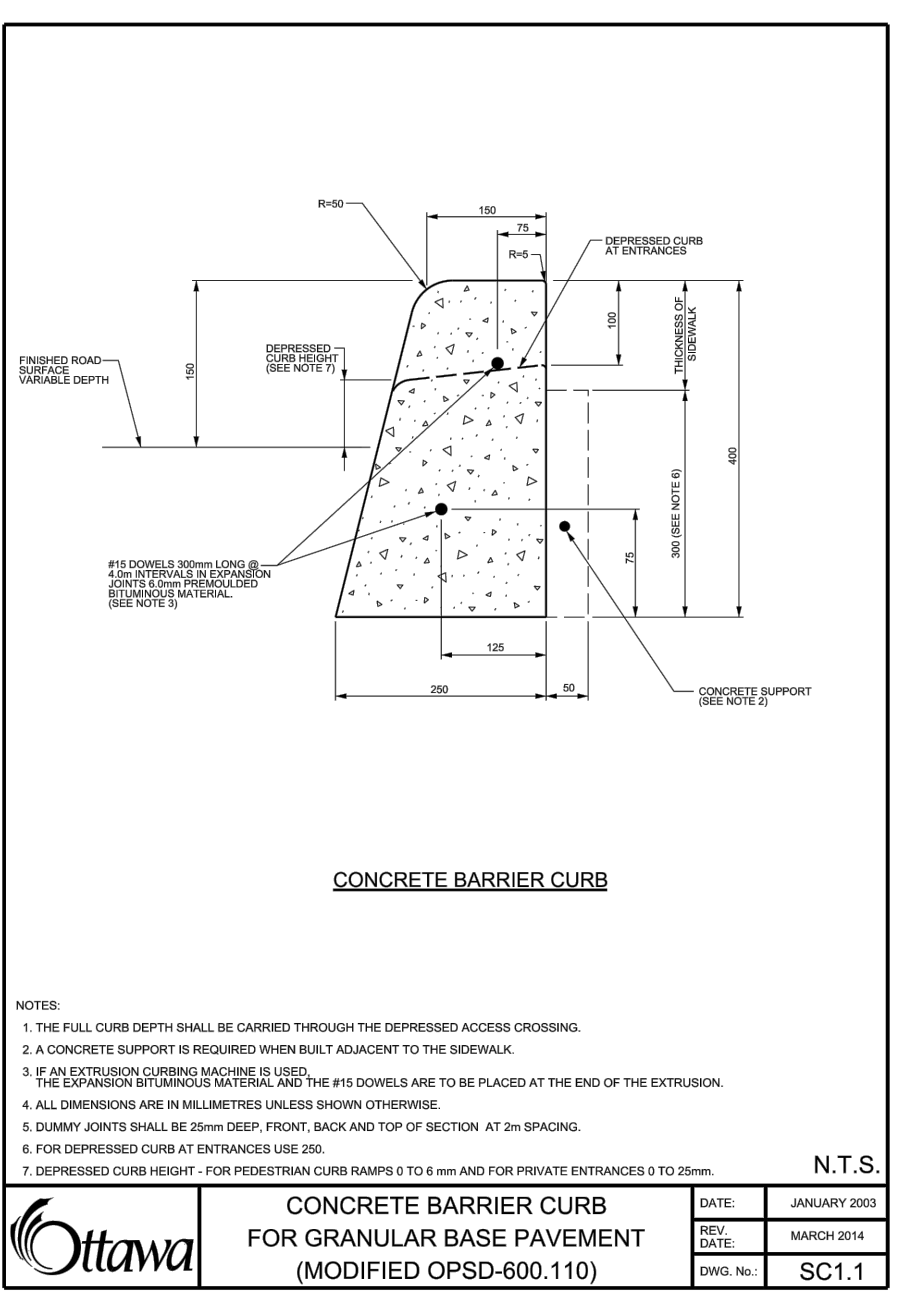 R=50
150
75
R=5
DEPRESSED CURB
AT ENTRANCES
FINISHED ROAD
SURFACE
VARIABLE DEPTH
150
DEPRESSED
CURB HEIGHT
(SEE NOTE 7)
100
THICKNESS OF
SIDEWALK
400
300 (SEE NOTE 6)
75
#15 DOWELS 300mm LONG @
4.0m INTERVALS IN EXPANSION
JOINTS 6.0mm PREMOULDED
BITUMINOUS MATERIAL.
(SEE NOTE 3)
125
250
50
CONCRETE SUPPORT
(SEE NOTE 2)
CONCRETE BARRIER CURB
NOTES:
1. THE FULL CURB DEPTH SHALL BE CARRIED THROUGH THE DEPRESSED ACCESS CROSSING.
2. A CONCRETE SUPPORT IS REQUIRED WHEN BUILT ADJACENT TO THE SIDEWALK.
3. IF AN EXTRUSION CURBING MACHINE IS USED,
THE EXPANSION BITUMINOUS MATERIAL AND THE #15 DOWELS ARE TO BE PLACED AT THE END OF THE EXTRUSION.
4. ALL DIMENSIONS ARE IN MILLIMETRES UNLESS SHOWN OTHERWISE.
5. DUMMY JOINTS SHALL BE 25mm DEEP, FRONT, BACK AND TOP OF SECTION AT 2m SPACING.
6. FOR DEPRESSED CURB AT ENTRANCES USE 250.
7. DEPRESSED CURB HEIGHT - FOR PEDESTRIAN CURB RAMPS 0 TO 6 mm AND FOR PRIVATE ENTRANCES 0 TO 25mm.
N.T.S.
Ottawa
CONCRETE BARRIER CURB
FOR GRANULAR BASE PAVEMENT
(MODIFIED OPSD-600.110)
DATE: JANUARY 2003
REV.
DATE: MARCH 2014
DWG. No.: SC1.1